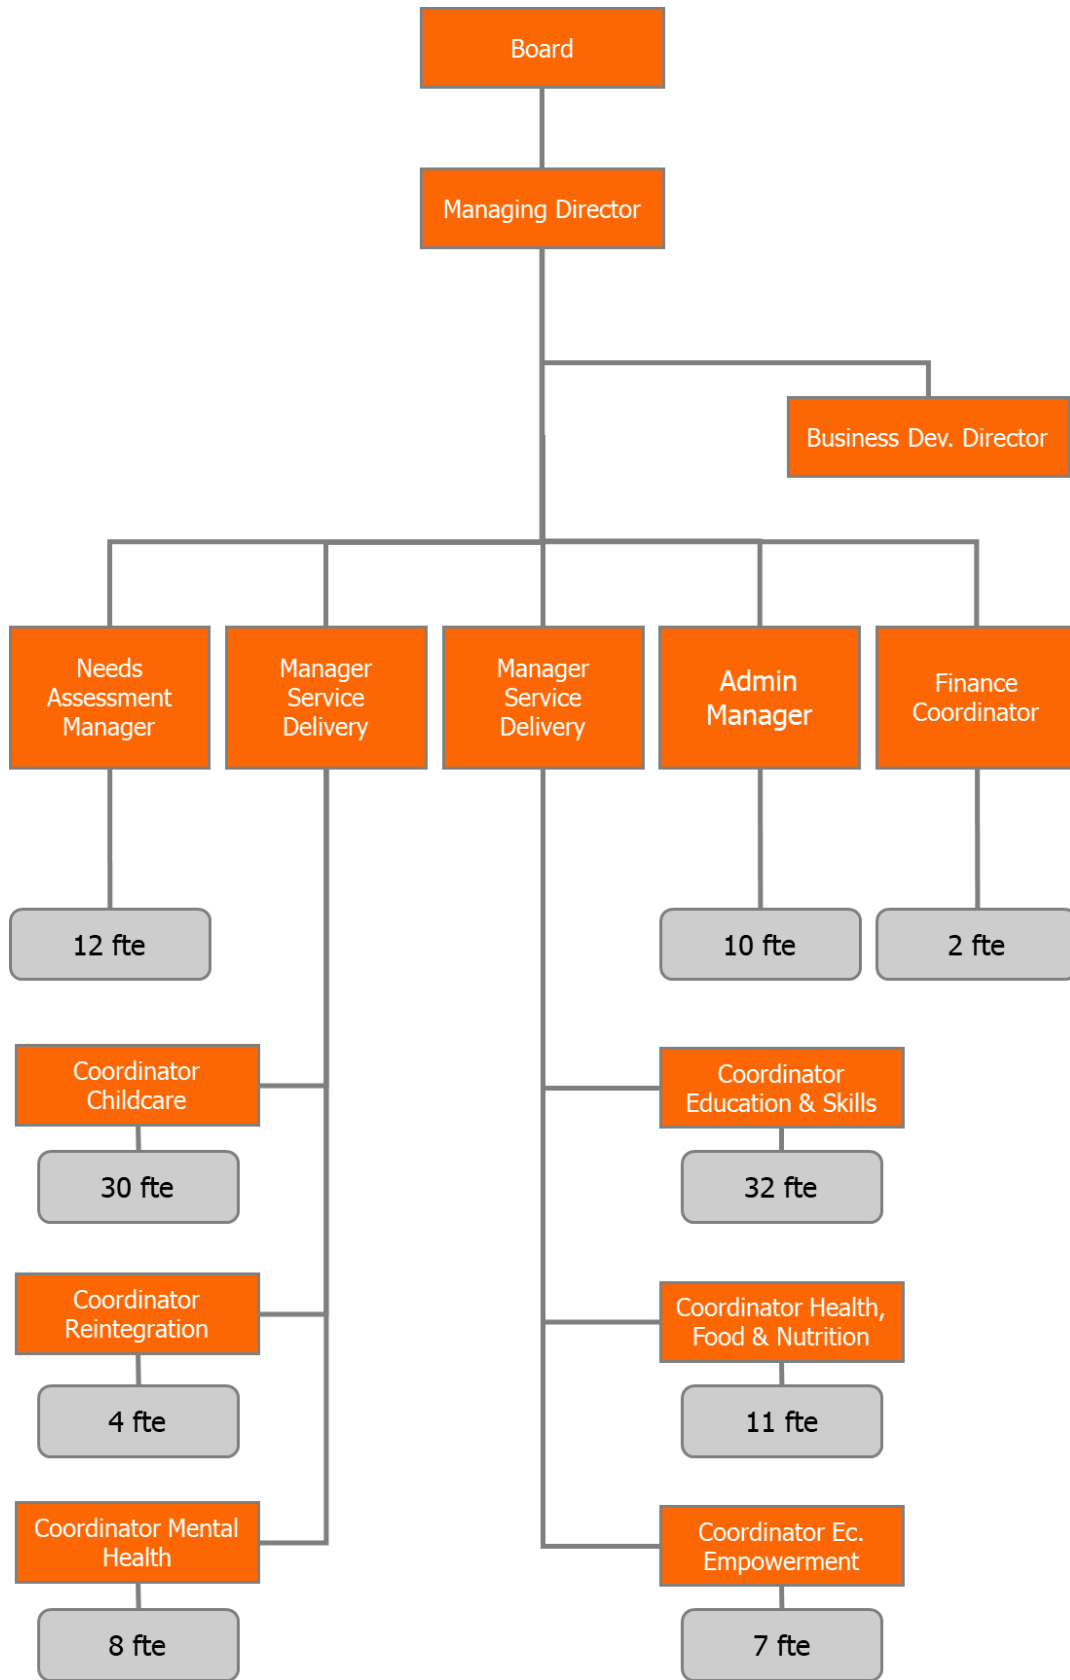 Board
Managing Director
Business Dev. Director
Needs
Assessment
Manager
Manager
Service
Delivery
Manager
Service
Delivery
Admin
Manager
Finance
Coordinator
12 fte
10 fte
2 fte
Coordinator
Childcare
30 fte
Coordinator
Reintegration
4 fte
Coordinator Mental
Health
8 fte
Coordinator
Education & Skills
32 fte
Coordinator Health,
Food & Nutrition
11 fte
Coordinator Ec.
Empowerment
7 fte